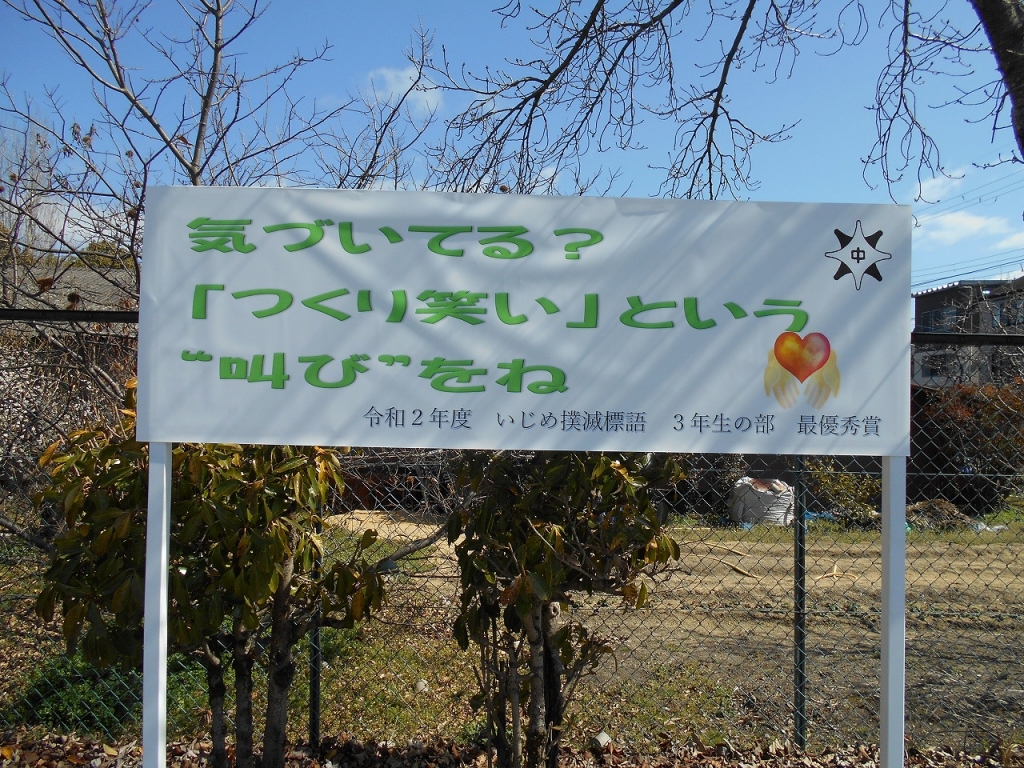 気づいてる？
「つくり笑い」という
“叫び”をね
中
令和２年度　いじめ撲滅標語　３年生の部　最優秀賞